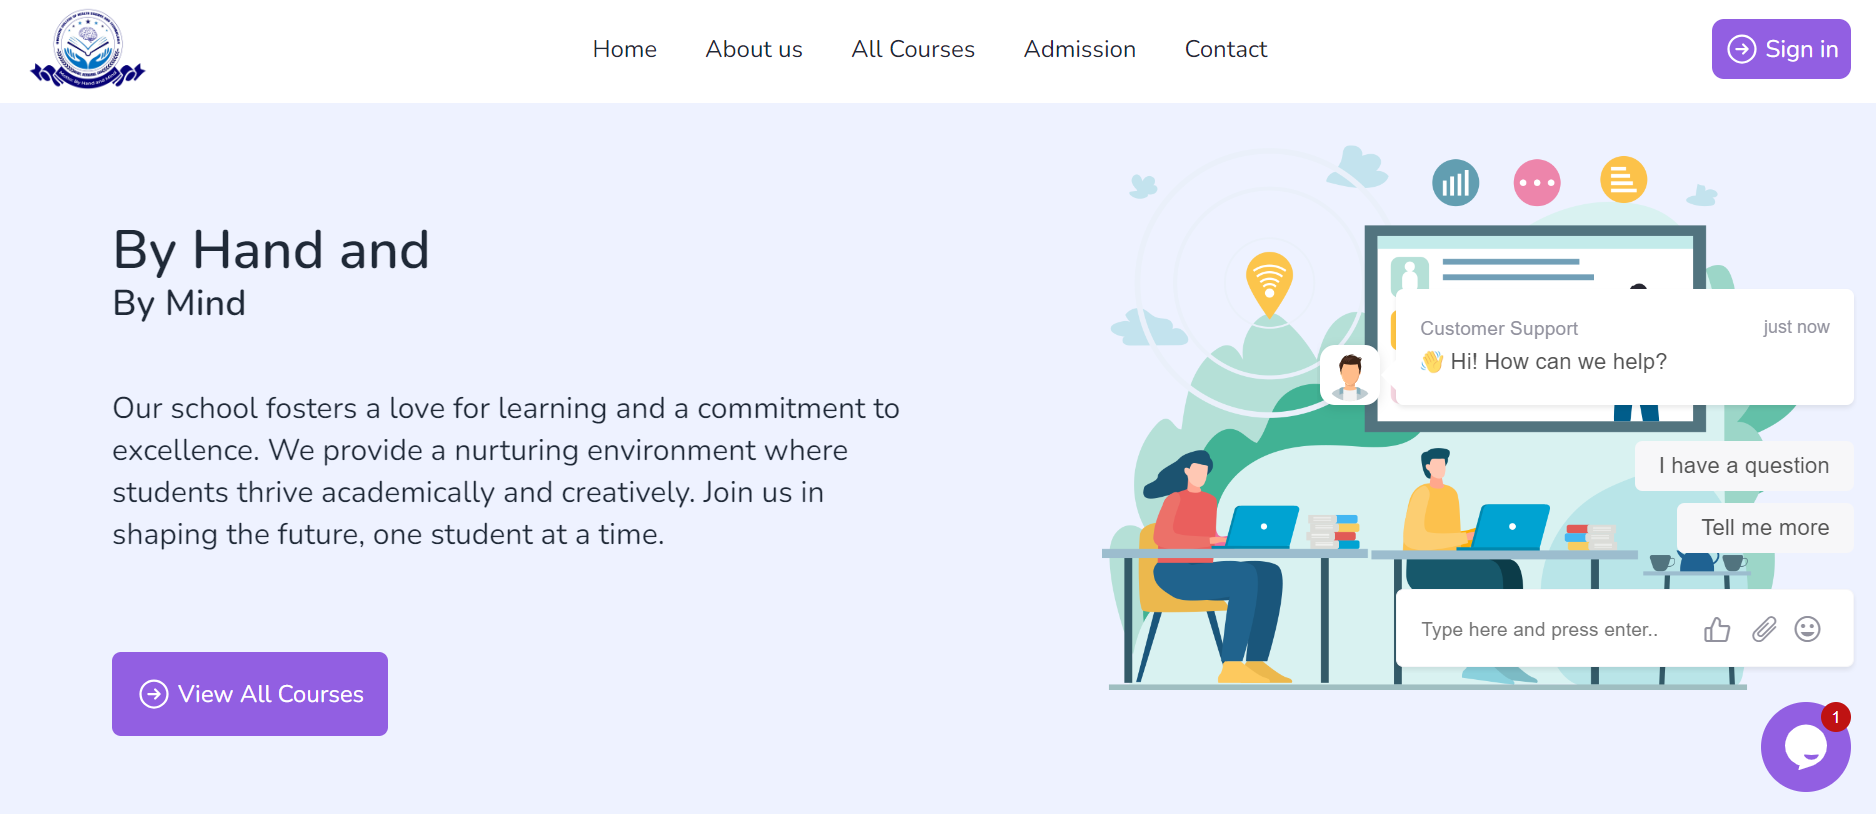 Home
About us
All Courses
Admission
Contact
Sign in
By Hand and
By Mind
Our school fosters a love for learning and a commitment to
excellence. We provide a nurturing environment where
students thrive academically and creatively. Join us in
shaping the future, one student at a time.
View All Courses
Customer Support
just now
👋 Hi! How can we help?
I have a question
Tell me more
Type here and press enter..
1